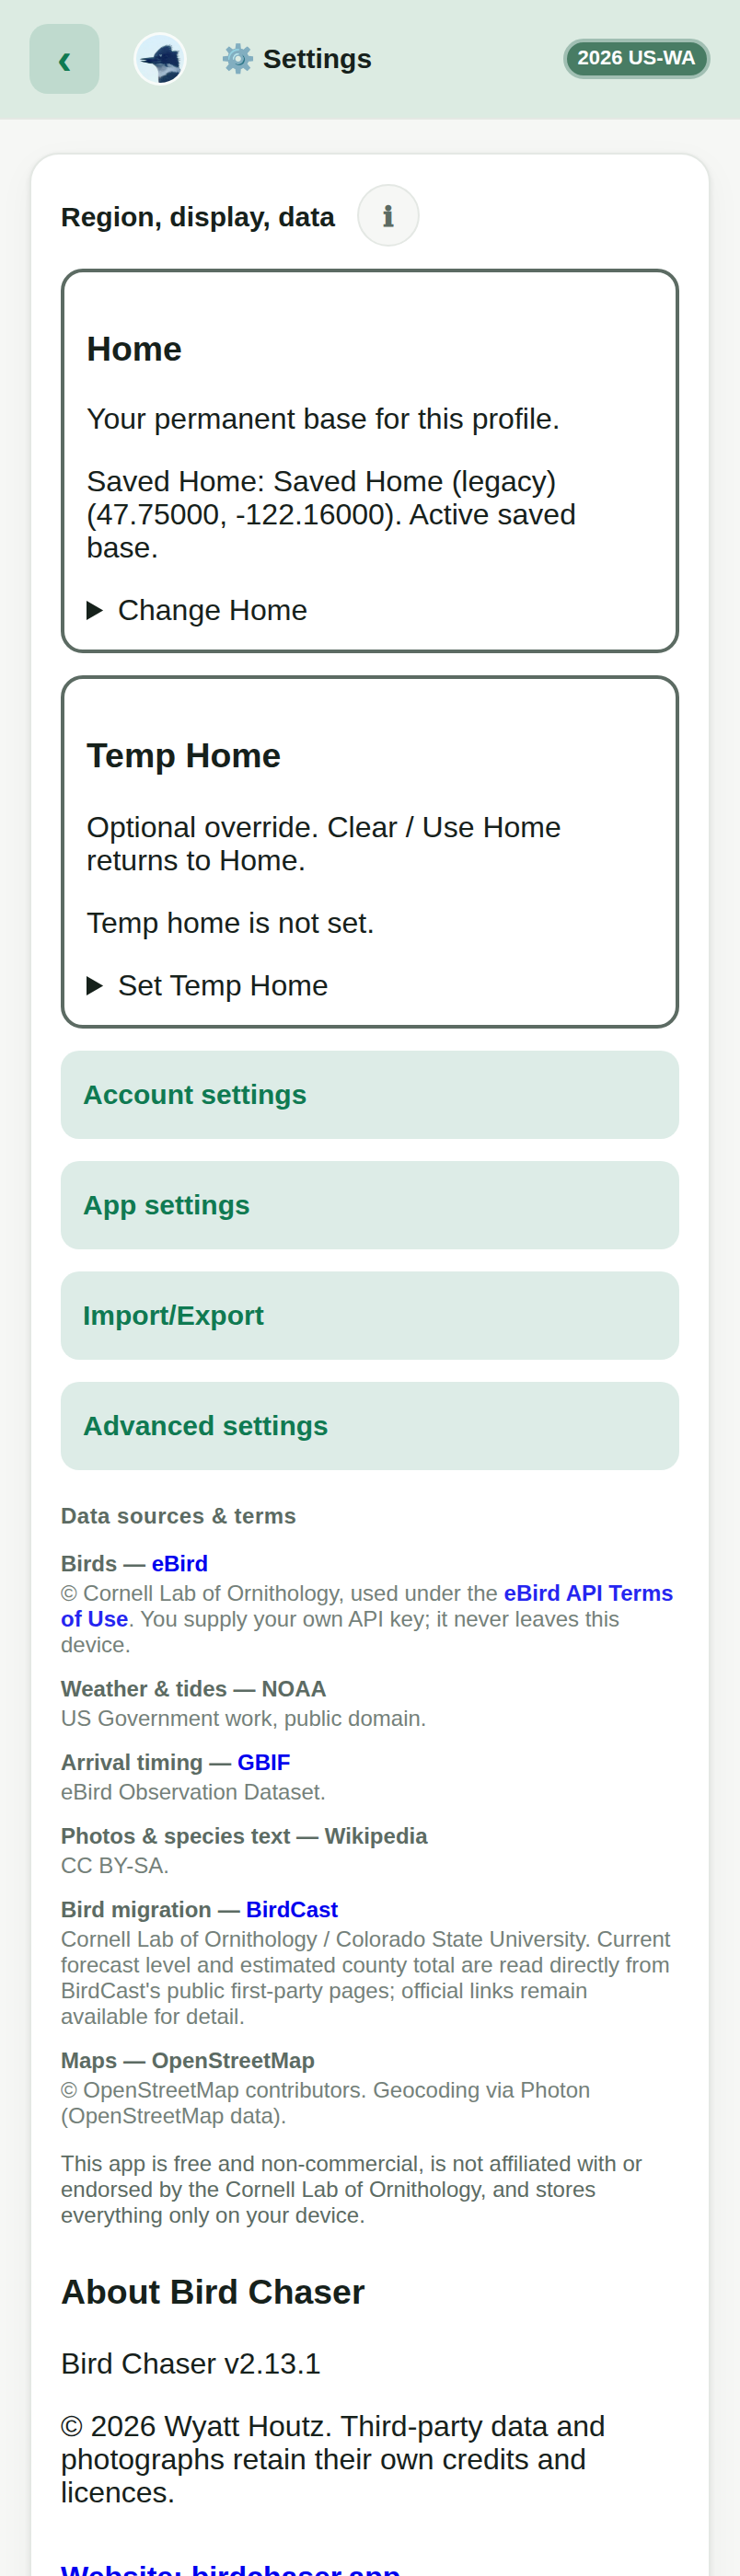 ‹ ⚙️ Settings 2026 US-WA
Region, display, data ℹ
Home
Your permanent base for this profile.
Saved Home: Saved Home (legacy)
(47.75000, -122.16000). Active saved
base.
▶ Change Home
Temp Home
Optional override. Clear / Use Home
returns to Home.
Temp home is not set.
▶ Set Temp Home
Account settings
App settings
Import/Export
Advanced settings
Data sources & terms
Birds — eBird
© Cornell Lab of Ornithology, used under the eBird API Terms
of Use. You supply your own API key; it never leaves this
device.
Weather & tides — NOAA
US Government work, public domain.
Arrival timing — GBIF
eBird Observation Dataset.
Photos & species text — Wikipedia
CC BY-SA.
Bird migration — BirdCast
Cornell Lab of Ornithology / Colorado State University. Current
forecast level and estimated county total are read directly from
BirdCast's public first-party pages; official links remain
available for detail.
Maps — OpenStreetMap
© OpenStreetMap contributors. Geocoding via Photon
(OpenStreetMap data).
This app is free and non-commercial, is not affiliated with or
endorsed by the Cornell Lab of Ornithology, and stores
everything only on your device.
About Bird Chaser
Bird Chaser v2.13.1
© 2026 Wyatt Houtz. Third-party data and
photographs retain their own credits and
licences.
Website: birdchaser.app